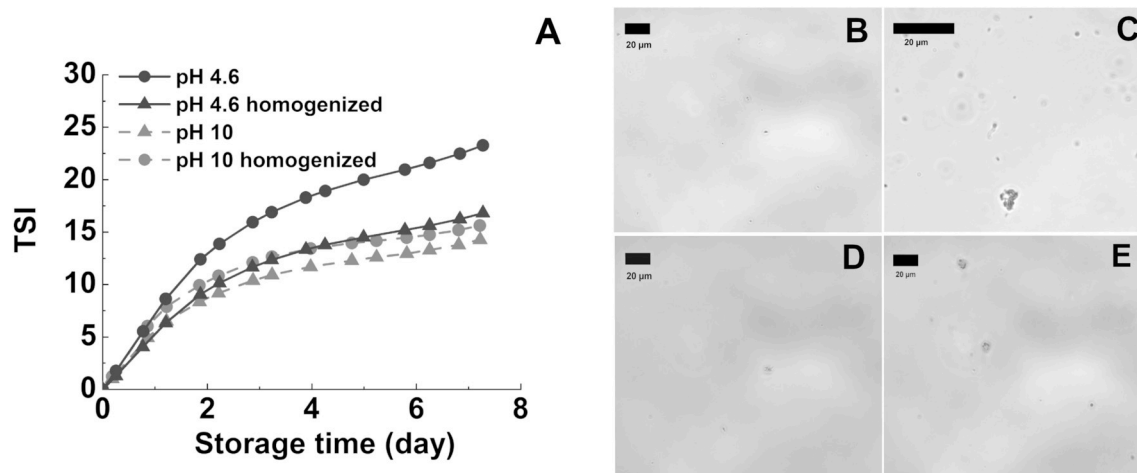 A
30
25
20
15
10
5
0
TSI
pH 4.6
pH 4.6 homogenized
pH 10
pH 10 homogenized
0 2 4 6 8
Storage time (day)
B
20 µm
C
20 µm
D
20 µm
E
20 µm